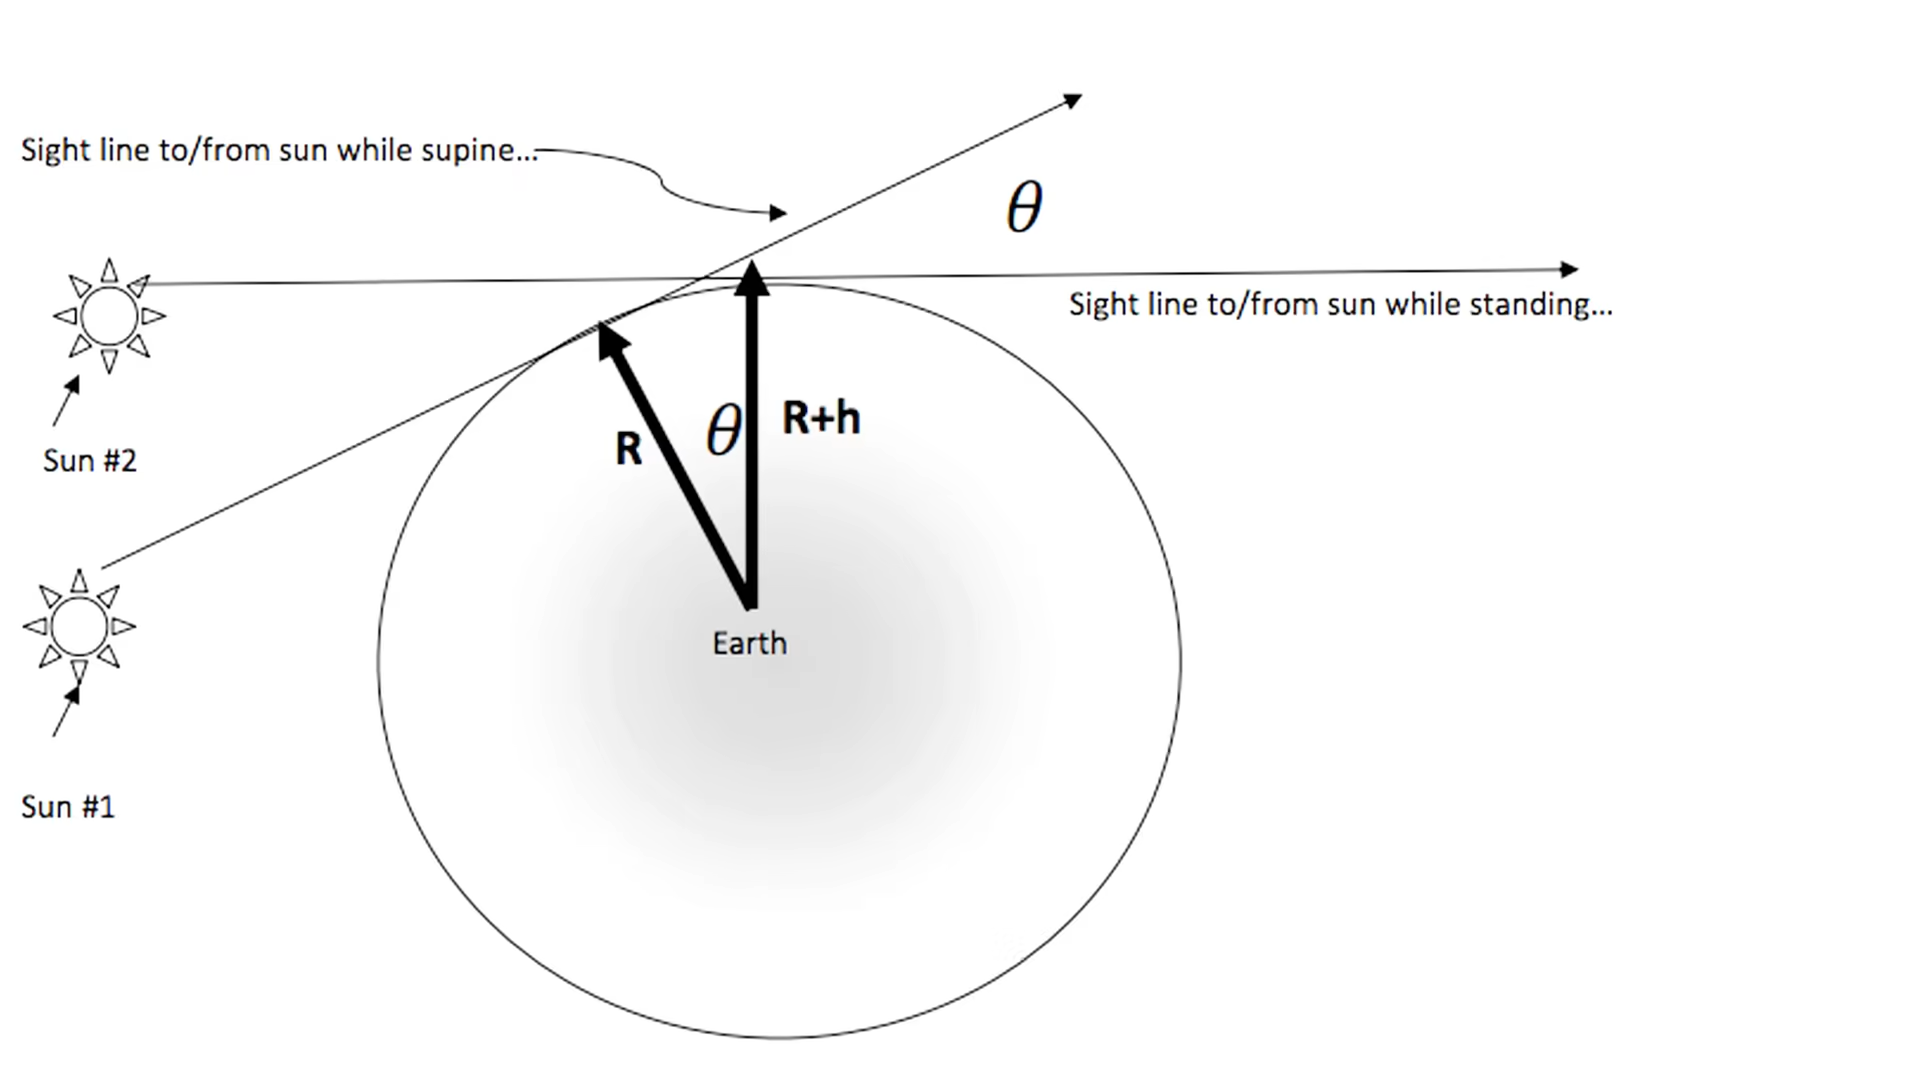 Sight line to/from sun while supine...
θ
Sight line to/from sun while standing...
Sun #2
R
θ
R+h
Earth
Sun #1